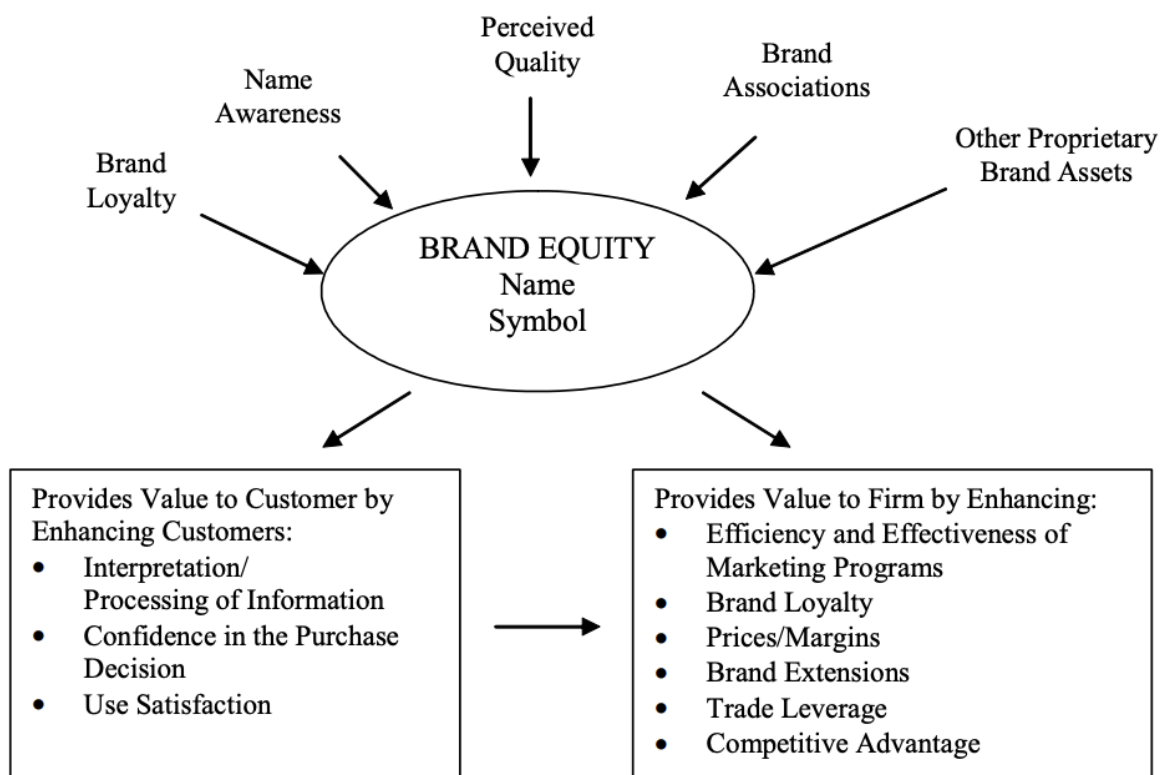 Perceived
Quality
Brand
Associations
Name
Awareness
Other Proprietary
Brand Assets
Brand
Loyalty
BRAND EQUITY
Name
Symbol
Provides Value to Customer by
Enhancing Customers:
• Interpretation/
Processing of Information
• Confidence in the Purchase
Decision
• Use Satisfaction
Provides Value to Firm by Enhancing:
• Efficiency and Effectiveness of
Marketing Programs
• Brand Loyalty
• Prices/Margins
• Brand Extensions
• Trade Leverage
• Competitive Advantage